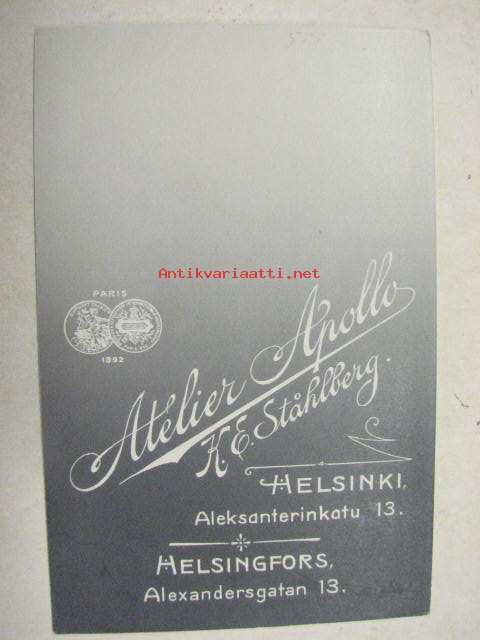 Antikvariaatti.net
PARIS
1892
Atelier Apollo
K. E. Ståhlberg.
HELSINKI,
Aleksanterinkatu 13.
HELSINGFORS,
Alexandersgatan 13.